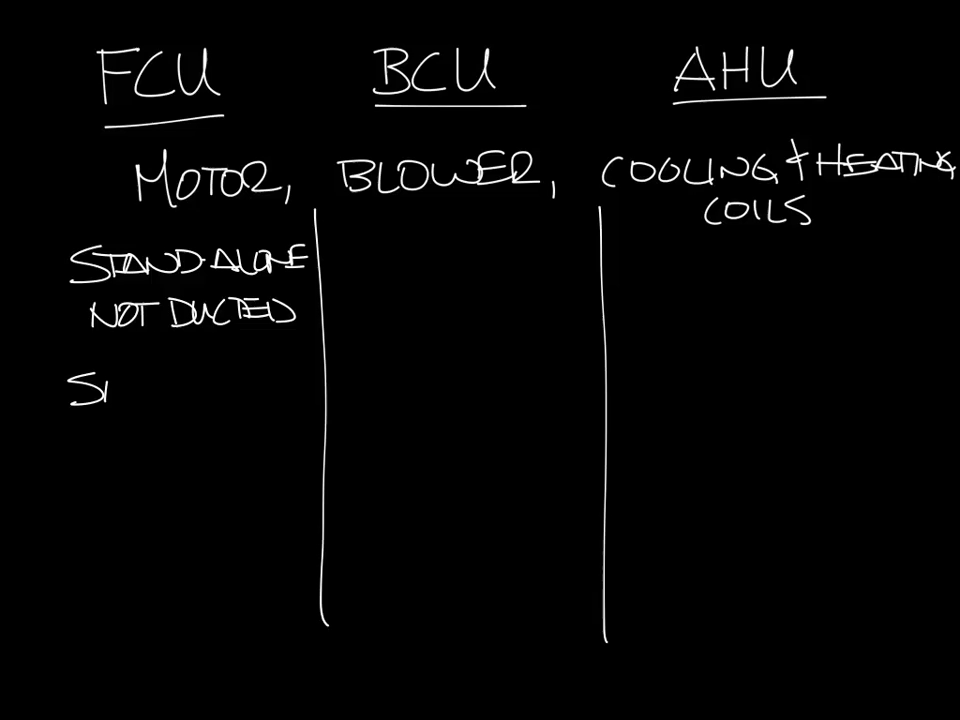 FCU BCU AHU
MOTOR, BLOWER, COOLING & HEATING
COILS
STAND-ALONE
NOT DUCTED